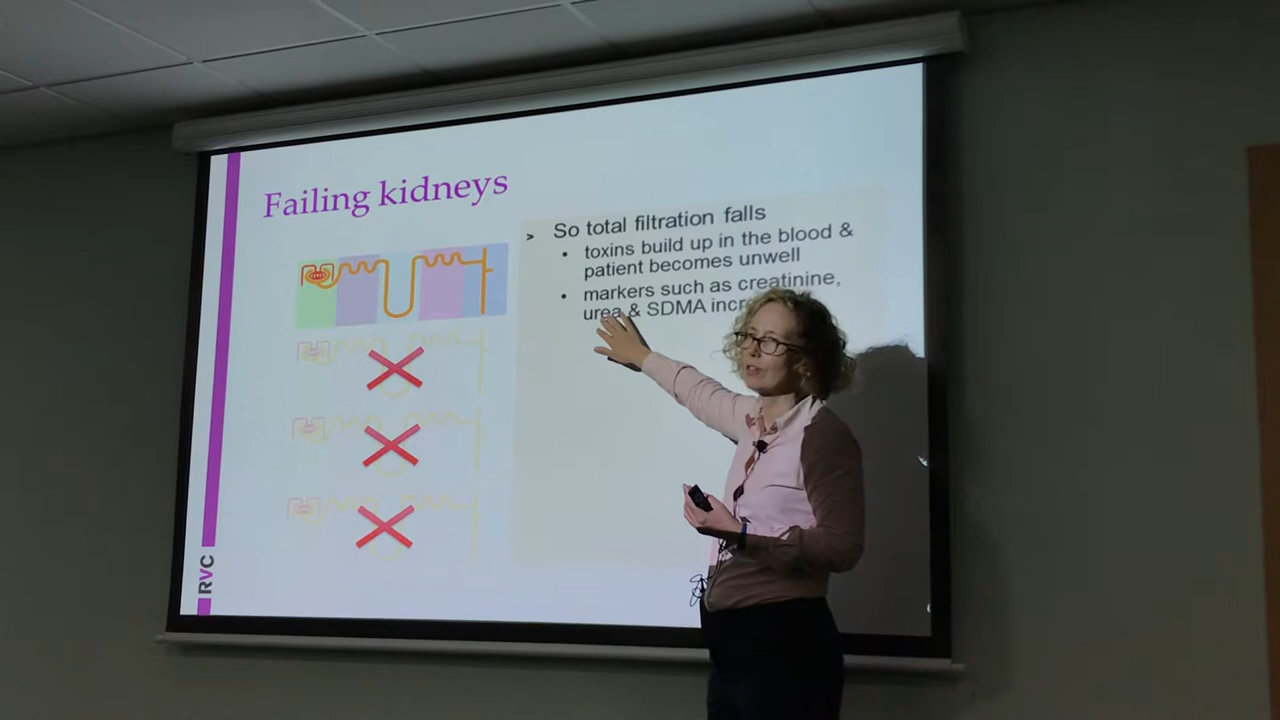 Failing kidneys
> So total filtration falls
• toxins build up in the blood &
patient becomes unwell
• markers such as creatinine,
urea & SDMA incr
RVC